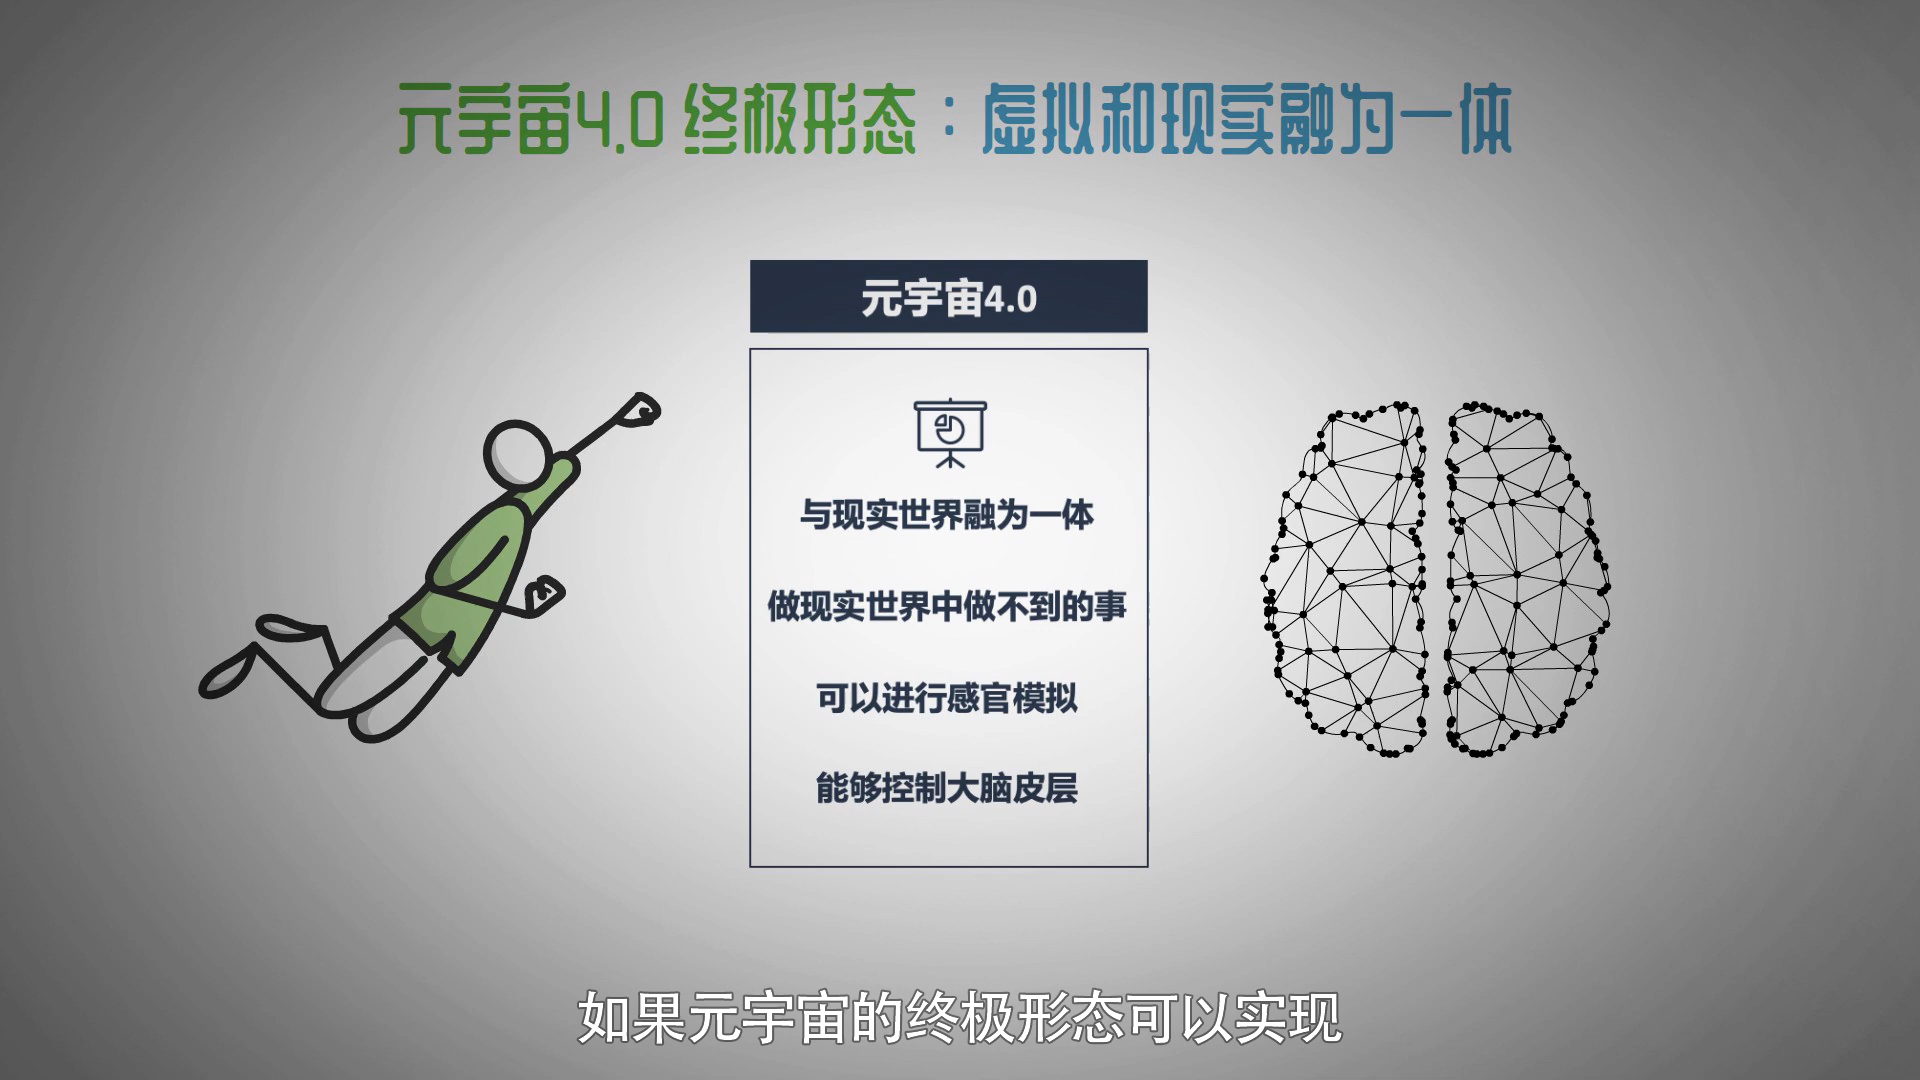 元宇宙4.0 终极形态：虚拟和现实融为一体
元宇宙4.0
与现实世界融为一体
做现实世界中做不到的事
可以进行感官模拟
能够控制大脑皮层
如果元宇宙的终极形态可以实现